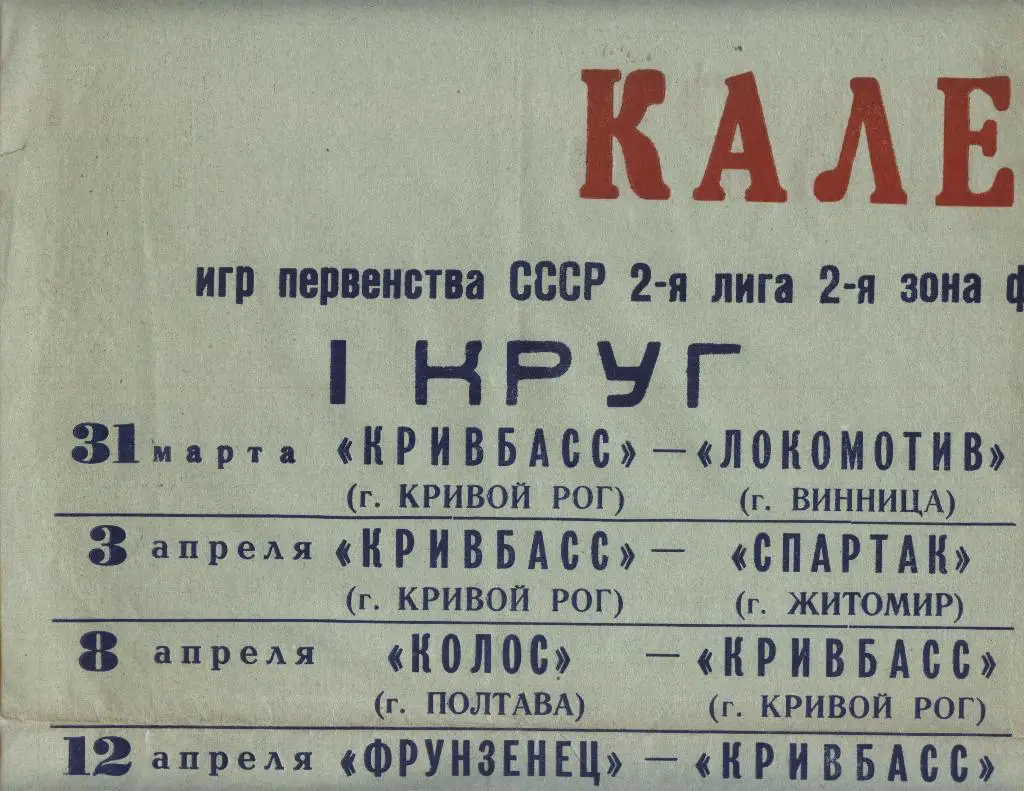 КАЛЕ
игр первенства СССР 2-я лига 2-я зона ф
I КРУГ
31 марта «КРИВБАСС» — «ЛОКОМОТИВ»
(г. КРИВОЙ РОГ) (г. ВИННИЦА)
3 апреля «КРИВБАСС» — «СПАРТАК»
(г. КРИВОЙ РОГ) (г. ЖИТОМИР)
8 апреля «КОЛОС» — «КРИВБАСС»
(г. ПОЛТАВА) (г. КРИВОЙ РОГ)
12 апреля «ФРУНЗЕНЕЦ» — «КРИВБАСС»